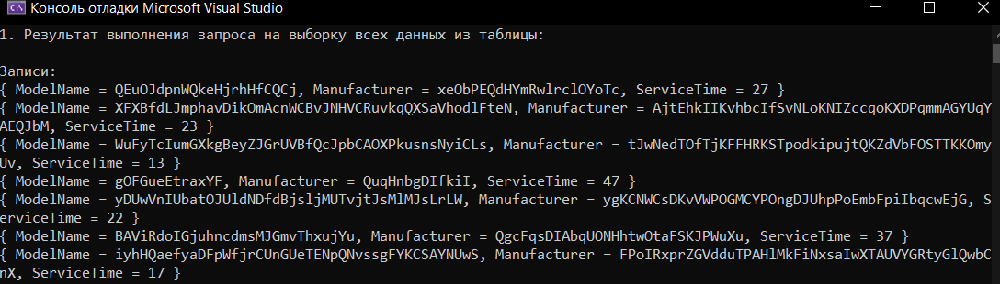 Консоль отладки Microsoft Visual Studio
1. Результат выполнения запроса на выборку всех данных из таблицы:
Записи:
{ ModelName = QEuOJdpnWQkeHjrhHfCQCj, Manufacturer = xeObPEQdHYmRwlrclOYoTc, ServiceTime = 27 }
{ ModelName = XFXBfdLJmphavDikOmAcnWCBvJNHVCRuvkqQXSaVhodlFteN, Manufacturer = AjtEhkIIKvhbcIfSvNLoKNIZccqoKXDPqmmAGYUqY
AEQJbM, ServiceTime = 23 }
{ ModelName = WuFyTcIumGXkgBeyZJGrUVBfQcJpbCAOXPkusnsNyiCLs, Manufacturer = tJwNedTOfTjKFFHRKSTpodkipujtQKZdVbFOSTTKKOmy
Uv, ServiceTime = 13 }
{ ModelName = gOFGueEtraxYF, Manufacturer = QuqHnbgDIfkiI, ServiceTime = 47 }
{ ModelName = yDUwVnIUbatOJUldNDfdBjsljMUTvjtJsMlMJsLrLW, Manufacturer = ygKCNWCsDKvVWPOGMCYPOngDJUhpPoEmbFpiIbqcwEjG, S
erviceTime = 22 }
{ ModelName = BAViRdoIGjuhncdmsMJGmvThxujYu, Manufacturer = QgcFqsDIAbqUONHhtwOtaFSKJPWuXu, ServiceTime = 37 }
{ ModelName = iyhHQaefyaDFpWfjrCUnGUeTENpQNvssgFYKCSAYNUwS, Manufacturer = FPoIRxprZGVdduTPAHlMkFiNxsaIwXTAUVYGRtyGlQwbC
nX, ServiceTime = 17 }